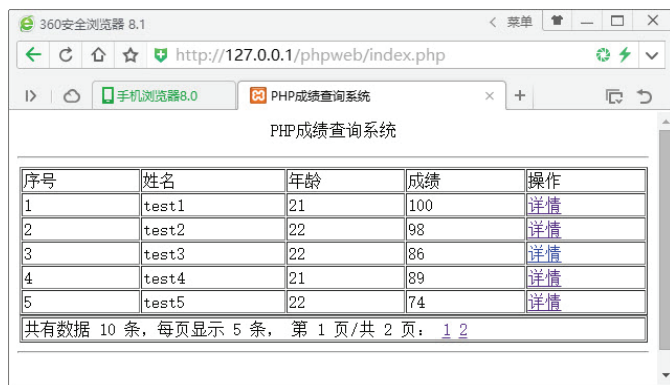 360安全浏览器 8.1 菜单
http://127.0.0.1/phpweb/index.php
手机浏览器8.0 PHP成绩查询系统
PHP成绩查询系统
序号 姓名 年龄 成绩 操作
1 test1 21 100 详情
2 test2 22 98 详情
3 test3 22 86 详情
4 test4 21 89 详情
5 test5 22 74 详情
共有数据 10 条，每页显示 5 条， 第 1 页/共 2 页： 1 2